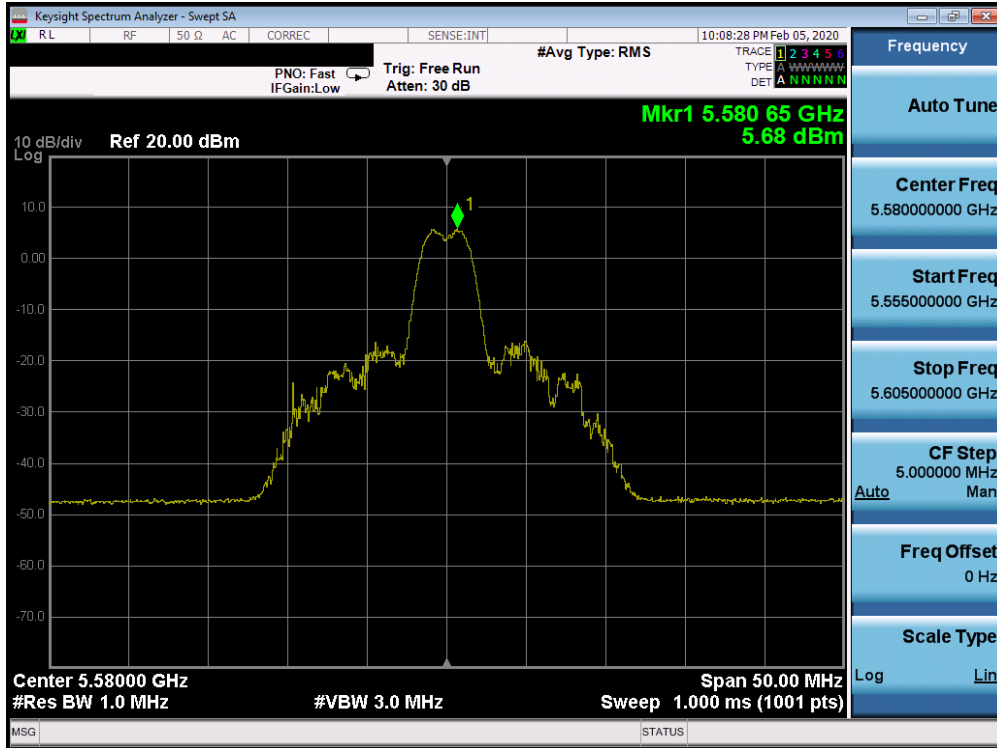 Keysight Spectrum Analyzer - Swept SA
LXI RL RF 50 Ω AC CORREC SENSE:INT 10:08:28 PM Feb 05, 2020
Frequency
#Avg Type: RMS
TRACE 1 2 3 4 5 6
PNO: Fast Trig: Free Run
TYPE A WWWWW
IFGain:Low Atten: 30 dB
DET A N N N N N
Auto Tune
Mkr1 5.580 65 GHz
5.68 dBm
10 dB/div Ref 20.00 dBm
Log
1
10.0
0.00
-10.0
-20.0
-30.0
-40.0
-50.0
-60.0
-70.0
Center Freq
5.580000000 GHz
Start Freq
5.555000000 GHz
Stop Freq
5.605000000 GHz
CF Step
5.000000 MHz
Auto Man
Freq Offset
0 Hz
Scale Type
Log Lin
Center 5.58000 GHz Span 50.00 MHz
#Res BW 1.0 MHz #VBW 3.0 MHz Sweep 1.000 ms (1001 pts)
MSG STATUS